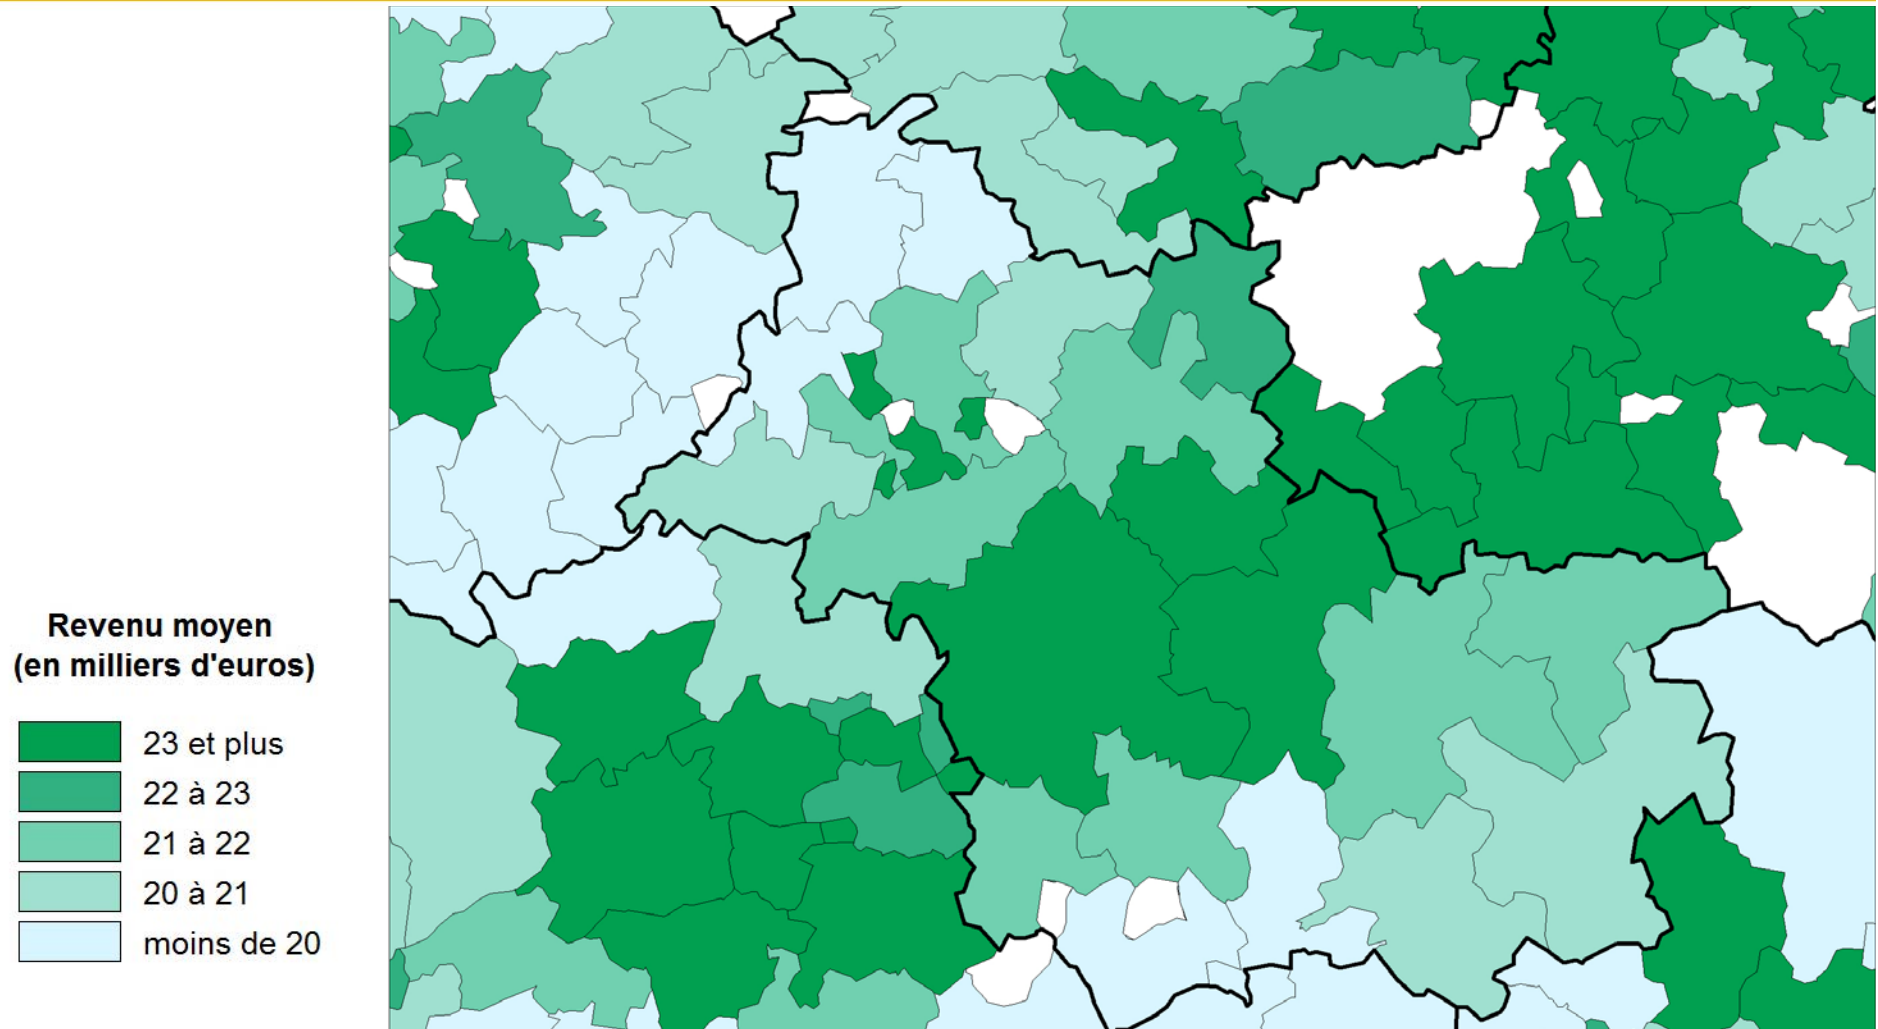 Revenu moyen
(en milliers d'euros)
23 et plus
22 à 23
21 à 22
20 à 21
moins de 20